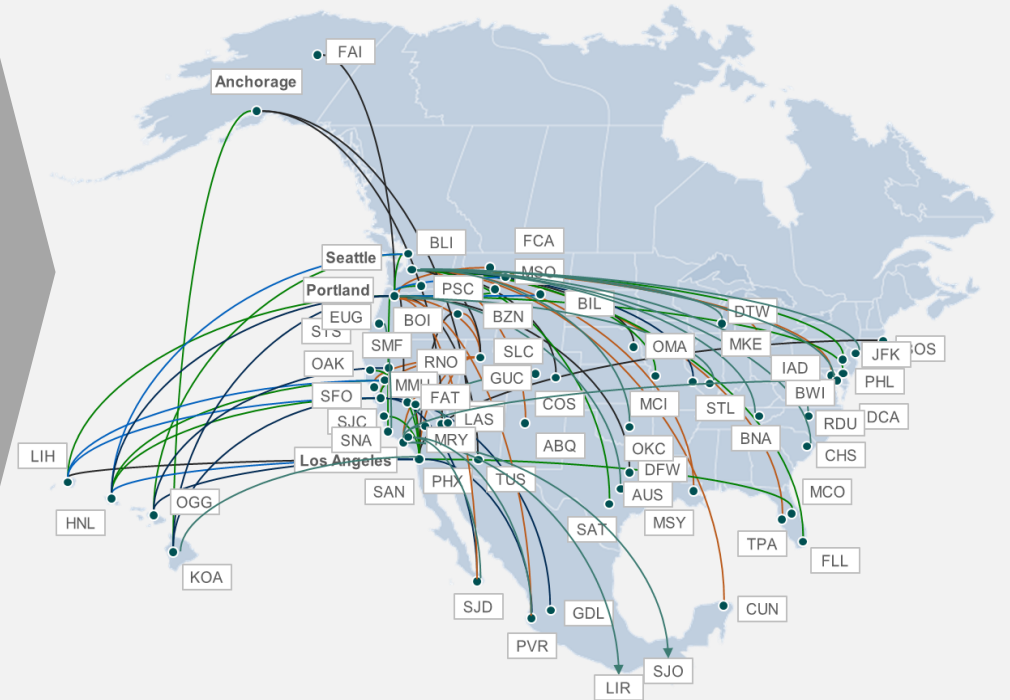 FAI
Anchorage
BLI
FCA
Seattle
MSO
Portland
PSC
BIL
DTW
EUG
BOI
BZN
STS
SMF
OMA
MKE
BOS
JFK
OAK
RNO
SLC
IAD
PHL
MMH
GUC
SFO
FAT
COS
MCI
STL
BWI
DCA
SJC
LAS
RDU
SNA
MRY
ABQ
OKC
BNA
CHS
LIH
Los Angeles
DFW
SAN
PHX
TUS
AUS
MCO
OGG
HNL
SAT
MSY
TPA
FLL
KOA
SJD
GDL
CUN
PVR
SJO
LIR